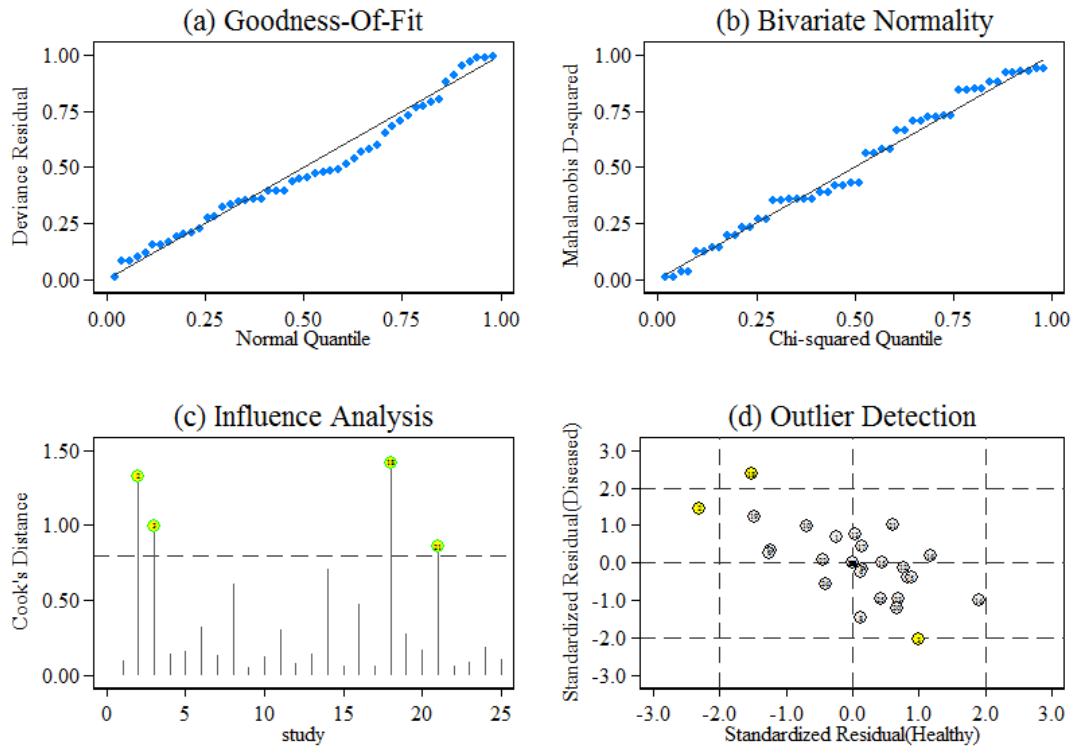 (a) Goodness-Of-Fit
Deviance Residual
1.00
0.75
0.50
0.25
0.00
0.00 0.25 0.50 0.75 1.00
Normal Quantile
(b) Bivariate Normality
Mahalanobis D-squared
1.00
0.75
0.50
0.25
0.00
0.00 0.25 0.50 0.75 1.00
Chi-squared Quantile
(c) Influence Analysis
Cook's Distance
1.50
1.00
0.50
0.00
0 5 10 15 20 25
study
(d) Outlier Detection
Standardized Residual(Diseased)
3.0
2.0
1.0
0.0
-1.0
-2.0
-3.0
-3.0 -2.0 -1.0 0.0 1.0 2.0 3.0
Standardized Residual(Healthy)